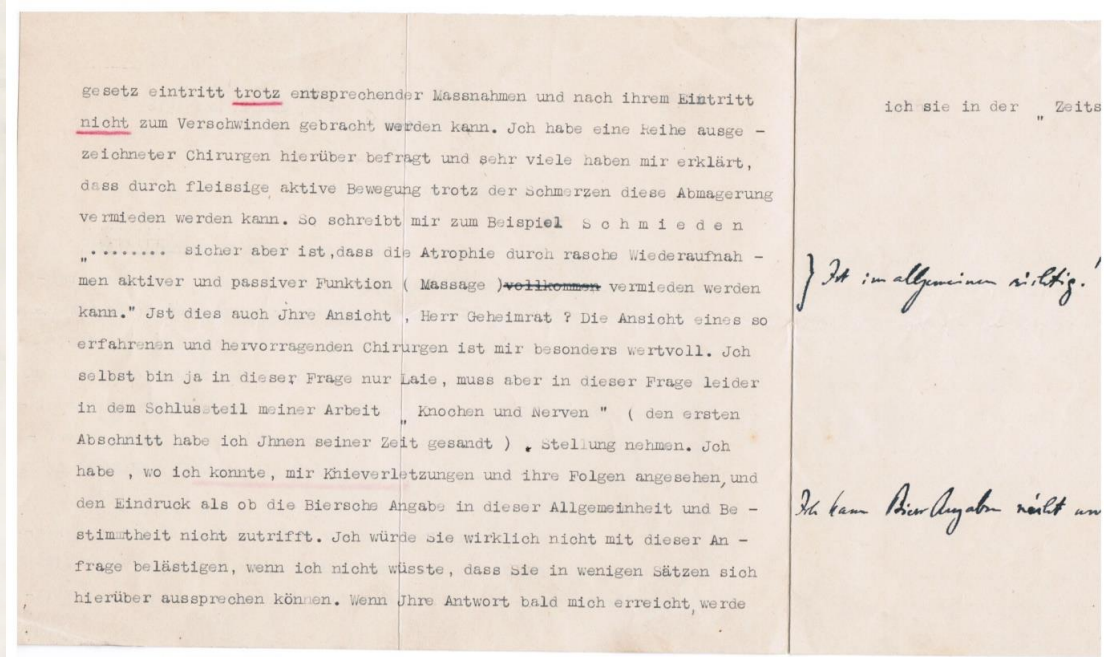 gesetz eintritt trotz entsprechender Massnahmen und nach ihrem Eintritt
nicht zum Verschwinden gebracht werden kann. Jch habe eine Reihe ausge –
zeichneter Chirurgen hierüber befragt und sehr viele haben mir erklärt,
dass durch fleissige aktive Bewegung trotz der Schmerzen diese Abmagerung
vermieden werden kann. So schreibt mir zum Beispiel S c h m i e d e n
„........ sicher aber ist,dass die Atrophie durch rasche Wiederaufnah –
men aktiver und passiver Funktion ( Massage )vollkommen vermieden werden
kann." Jst dies auch Jhre Ansicht , Herr Geheimrat ? Die Ansicht eines so
erfahrenen und hervorragenden Chirurgen ist mir besonders wertvoll. Jch
selbst bin ja in dieser Frage nur Laie, muss aber in dieser Frage leider
in dem Schlussteil meiner Arbeit „ Knochen und Nerven " ( den ersten
Abschnitt habe ich Jhnen seiner Zeit gesandt ) . Stellung nehmen. Jch
habe , wo ich konnte, mir Khieverletzungen und ihre Folgen angesehen,und
den Eindruck als ob die Biersche Angabe in dieser Allgemeinheit und Be –
stimmtheit nicht zutrifft. Jch würde Sie wirklich nicht mit dieser An –
frage belästigen, wenn ich nicht wüsste, dass Sie in wenigen Sätzen sich
hierüber aussprechen können. Wenn Jhre Antwort bald mich erreicht,werde
ich sie in der „ Zeits
} Ist im allgemeinen richtig!
Ich kann Biers Angaben nicht un